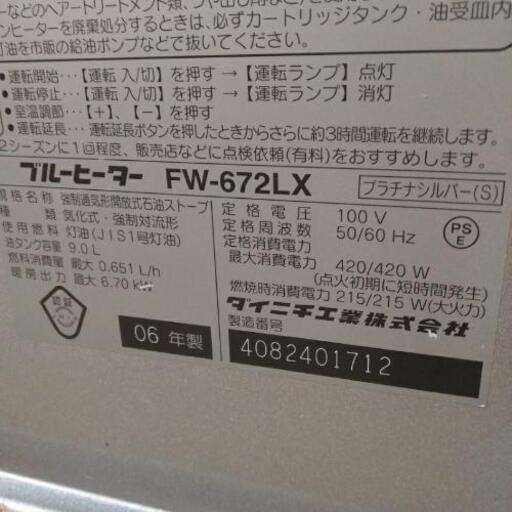 ーなどのヘアートリートメント類、つや出し剤など
ンヒーターを廃棄処分するときは、必ずカートリッジタンク・油受皿内
灯油を市販の給油ポンプなどで抜いてください。
●運転開始…【運転 入/切】を押す → 【運転ランプ】点灯
●運転停止…【運転 入/切】を押す → 【運転ランプ】消灯
●室温調節…【+】、【-】を押す
●運転延長…運転延長ボタンを押したときからさらに約3時間運転を継続します。
2シーズンに1回程度、販売店などに点検依頼(有料)をおすすめします。
ブルーヒーター FW-672LX プラチナシルバー(S)
規格名 強制通気形開放式石油ストーブ
種類 気化式・強制対流形
使用燃料 灯油(JIS1号灯油)
油タンク容量 9.0L
燃料消費量 最大 0.651 L/h
暖房出力 最大 6.70 kW
定格電圧 100 V
定格周波数 50/60 Hz
定格消費電力
最大消費電力 420/420 W
(点火初期に短時間発生)
燃焼時消費電力 215/215 W(大火力)
PS
E
認証
ダイニチ工業株式会社
06 年製
製造番号
4082401712